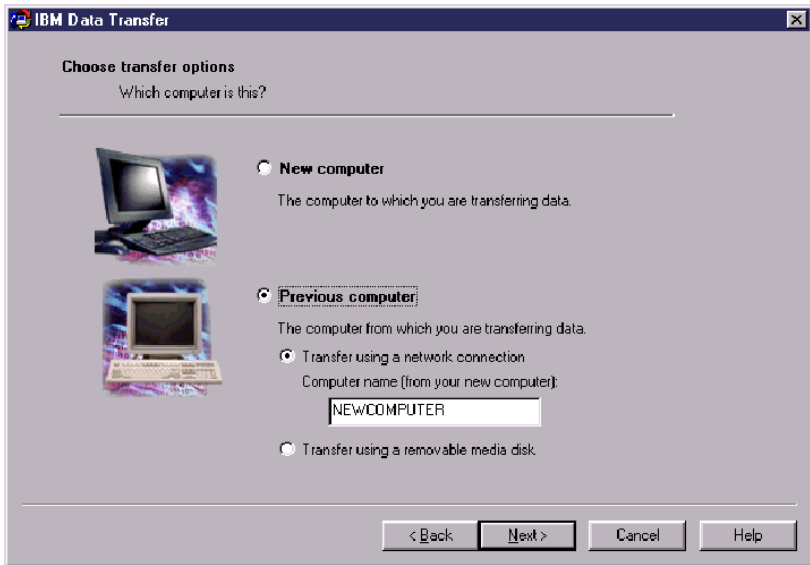 IBM Data Transfer
Choose transfer options
Which computer is this?
New computer
The computer to which you are transferring data.
Previous computer
The computer from which you are transferring data.
Transfer using a network connection
Computer name (from your new computer):
NEWCOMPUTER
Transfer using a removable media disk
< Back Next > Cancel Help